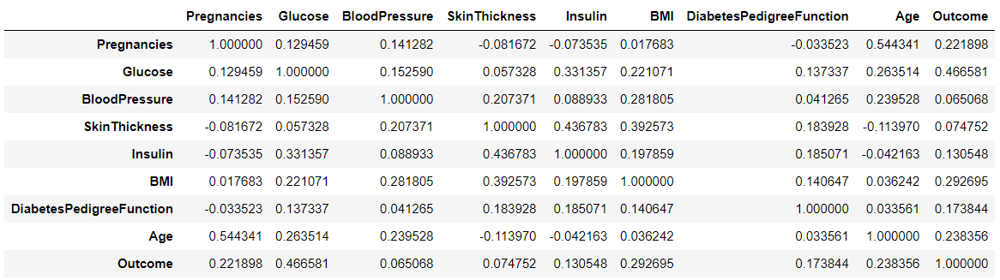 Pregnancies Glucose BloodPressure SkinThickness Insulin BMI DiabetesPedigreeFunction Age Outcome
Pregnancies 1.000000 0.129459 0.141282 -0.081672 -0.073535 0.017683 -0.033523 0.544341 0.221898
Glucose 0.129459 1.000000 0.152590 0.057328 0.331357 0.221071 0.137337 0.263514 0.466581
BloodPressure 0.141282 0.152590 1.000000 0.207371 0.088933 0.281805 0.041265 0.239528 0.065068
SkinThickness -0.081672 0.057328 0.207371 1.000000 0.436783 0.392573 0.183928 -0.113970 0.074752
Insulin -0.073535 0.331357 0.088933 0.436783 1.000000 0.197859 0.185071 -0.042163 0.130548
BMI 0.017683 0.221071 0.281805 0.392573 0.197859 1.000000 0.140647 0.036242 0.292695
DiabetesPedigreeFunction -0.033523 0.137337 0.041265 0.183928 0.185071 0.140647 1.000000 0.033561 0.173844
Age 0.544341 0.263514 0.239528 -0.113970 -0.042163 0.036242 0.033561 1.000000 0.238356
Outcome 0.221898 0.466581 0.065068 0.074752 0.130548 0.292695 0.173844 0.238356 1.000000